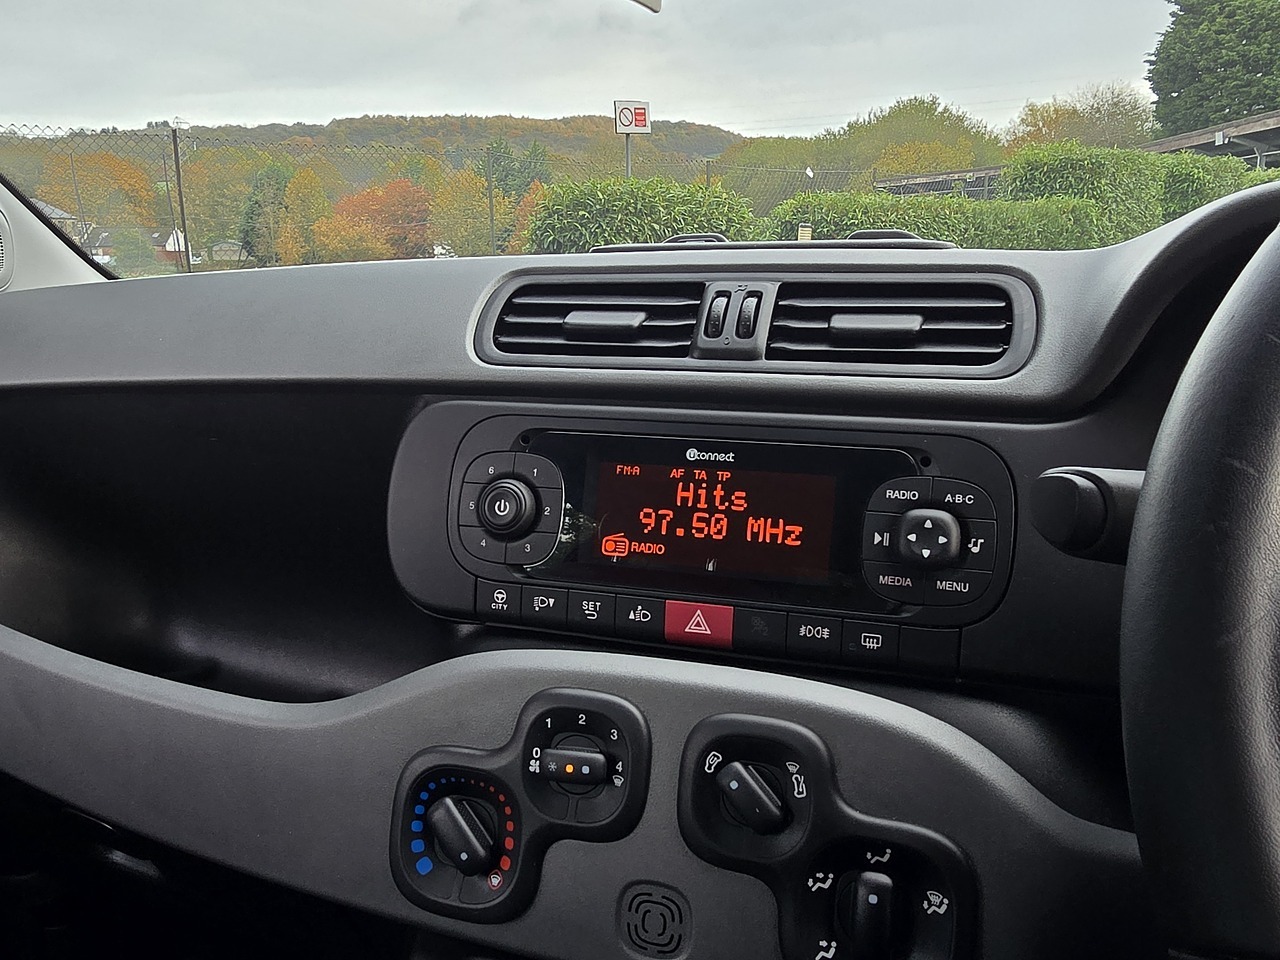 uconnect
FM-A AF TA TP
Hits
97.50 MHz
RADIO
6 1
5 2
4 3
RADIO A·B·C
MEDIA MENU
CITY
SET
0 1 2 3 4